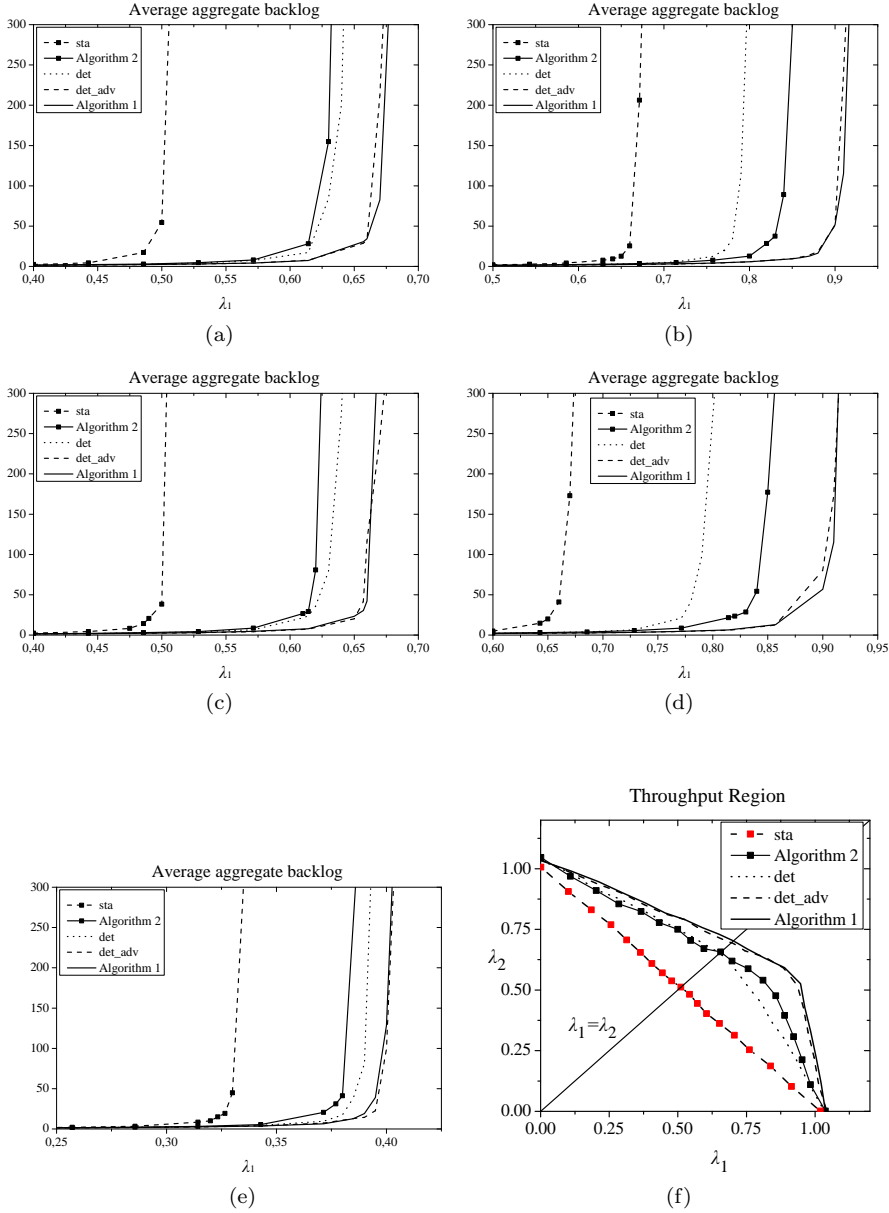 Average aggregate backlog
300
250
200
150
100
50
0
sta
Algorithm 2
det
det_adv
Algorithm 1
0,40 0,45 0,50 0,55 0,60 0,65 0,70
λ1
(a)
Average aggregate backlog
300
250
200
150
100
50
0
sta
Algorithm 2
det
det_adv
Algorithm 1
0,5 0,6 0,7 0,8 0,9
λ1
(b)
Average aggregate backlog
300
250
200
150
100
50
0
sta
Algorithm 2
det
det_adv
Algorithm 1
0,40 0,45 0,50 0,55 0,60 0,65 0,70
λ1
(c)
Average aggregate backlog
300
250
200
150
100
50
0
sta
Algorithm 2
det
det_adv
Algorithm 1
0,60 0,65 0,70 0,75 0,80 0,85 0,90 0,95
λ1
(d)
Average aggregate backlog
300
250
200
150
100
50
0
sta
Algorithm 2
det
det_adv
Algorithm 1
0,25 0,30 0,35 0,40
λ1
(e)
Throughput Region
sta
Algorithm 2
det
det_adv
Algorithm 1
1.00
0.75
λ2
0.50
0.25
0.00
λ1=λ2
0.00 0.25 0.50 0.75 1.00
λ1
(f)